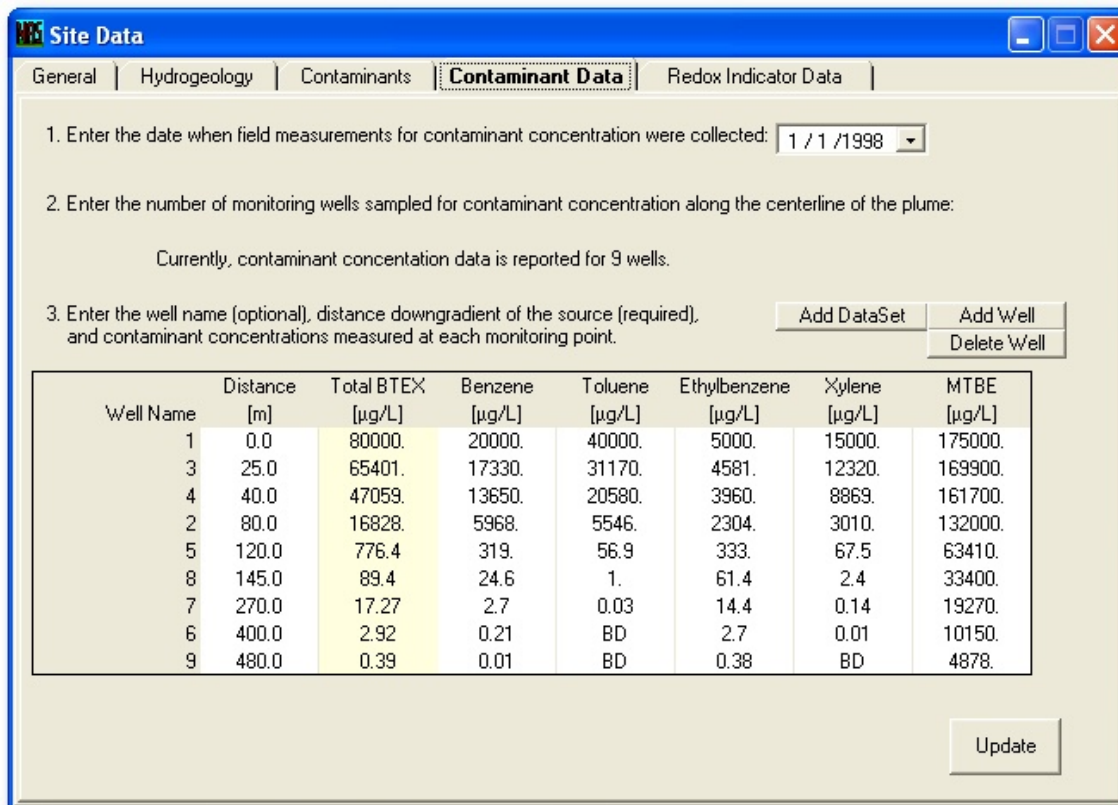 Site Data
General Hydrogeology Contaminants Contaminant Data Redox Indicator Data
1. Enter the date when field measurements for contaminant concentration were collected: 1 / 1 /1998
2. Enter the number of monitoring wells sampled for contaminant concentration along the centerline of the plume:
Currently, contaminant concentation data is reported for 9 wells.
3. Enter the well name (optional), distance downgradient of the source (required),
and contaminant concentrations measured at each monitoring point.
Add DataSet Add Well
Delete Well
Distance Total BTEX Benzene Toluene Ethylbenzene Xylene MTBE
Well Name [m] [µg/L] [µg/L] [µg/L] [µg/L] [µg/L] [µg/L]
1 0.0 80000. 20000. 40000. 5000. 15000. 175000.
3 25.0 65401. 17330. 31170. 4581. 12320. 169900.
4 40.0 47059. 13650. 20580. 3960. 8869. 161700.
2 80.0 16828. 5968. 5546. 2304. 3010. 132000.
5 120.0 776.4 319. 56.9 333. 67.5 63410.
8 145.0 89.4 24.6 1. 61.4 2.4 33400.
7 270.0 17.27 2.7 0.03 14.4 0.14 19270.
6 400.0 2.92 0.21 BD 2.7 0.01 10150.
9 480.0 0.39 0.01 BD 0.38 BD 4878.
Update